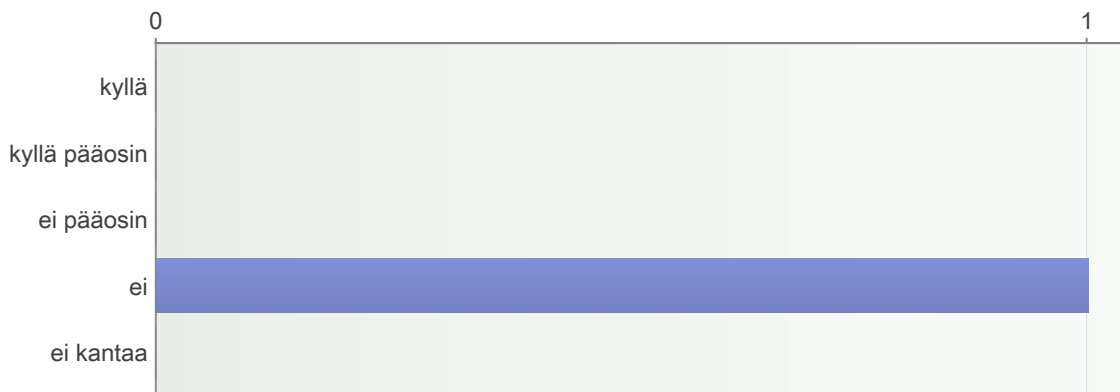 0 1
kyllä
kyllä pääosin
ei pääosin
ei
ei kantaa